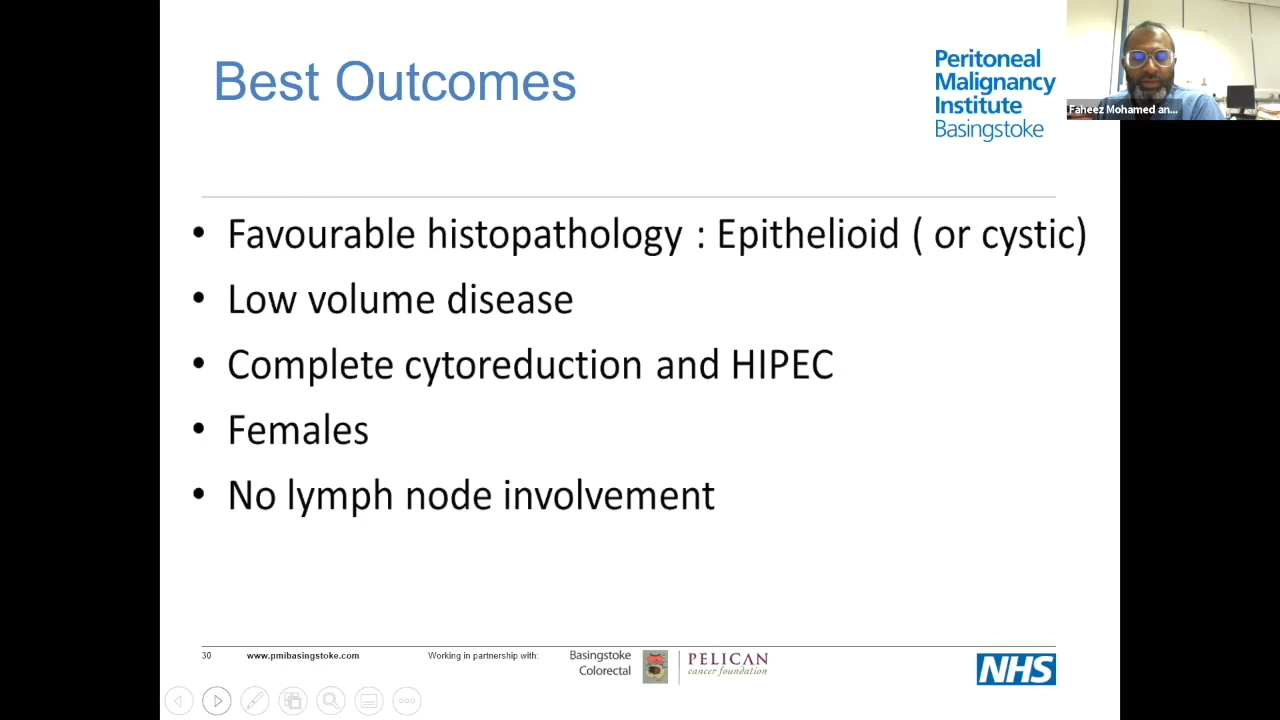 Best Outcomes
Peritoneal
Malignancy
Institute
Basingstoke
Faheez Mohamed an...
• Favourable histopathology : Epithelioid ( or cystic)
• Low volume disease
• Complete cytoreduction and HIPEC
• Females
• No lymph node involvement
30
www.pmibasingstoke.com
Working in partnership with:
Basingstoke
Colorectal
PELICAN
cancer foundation
NHS